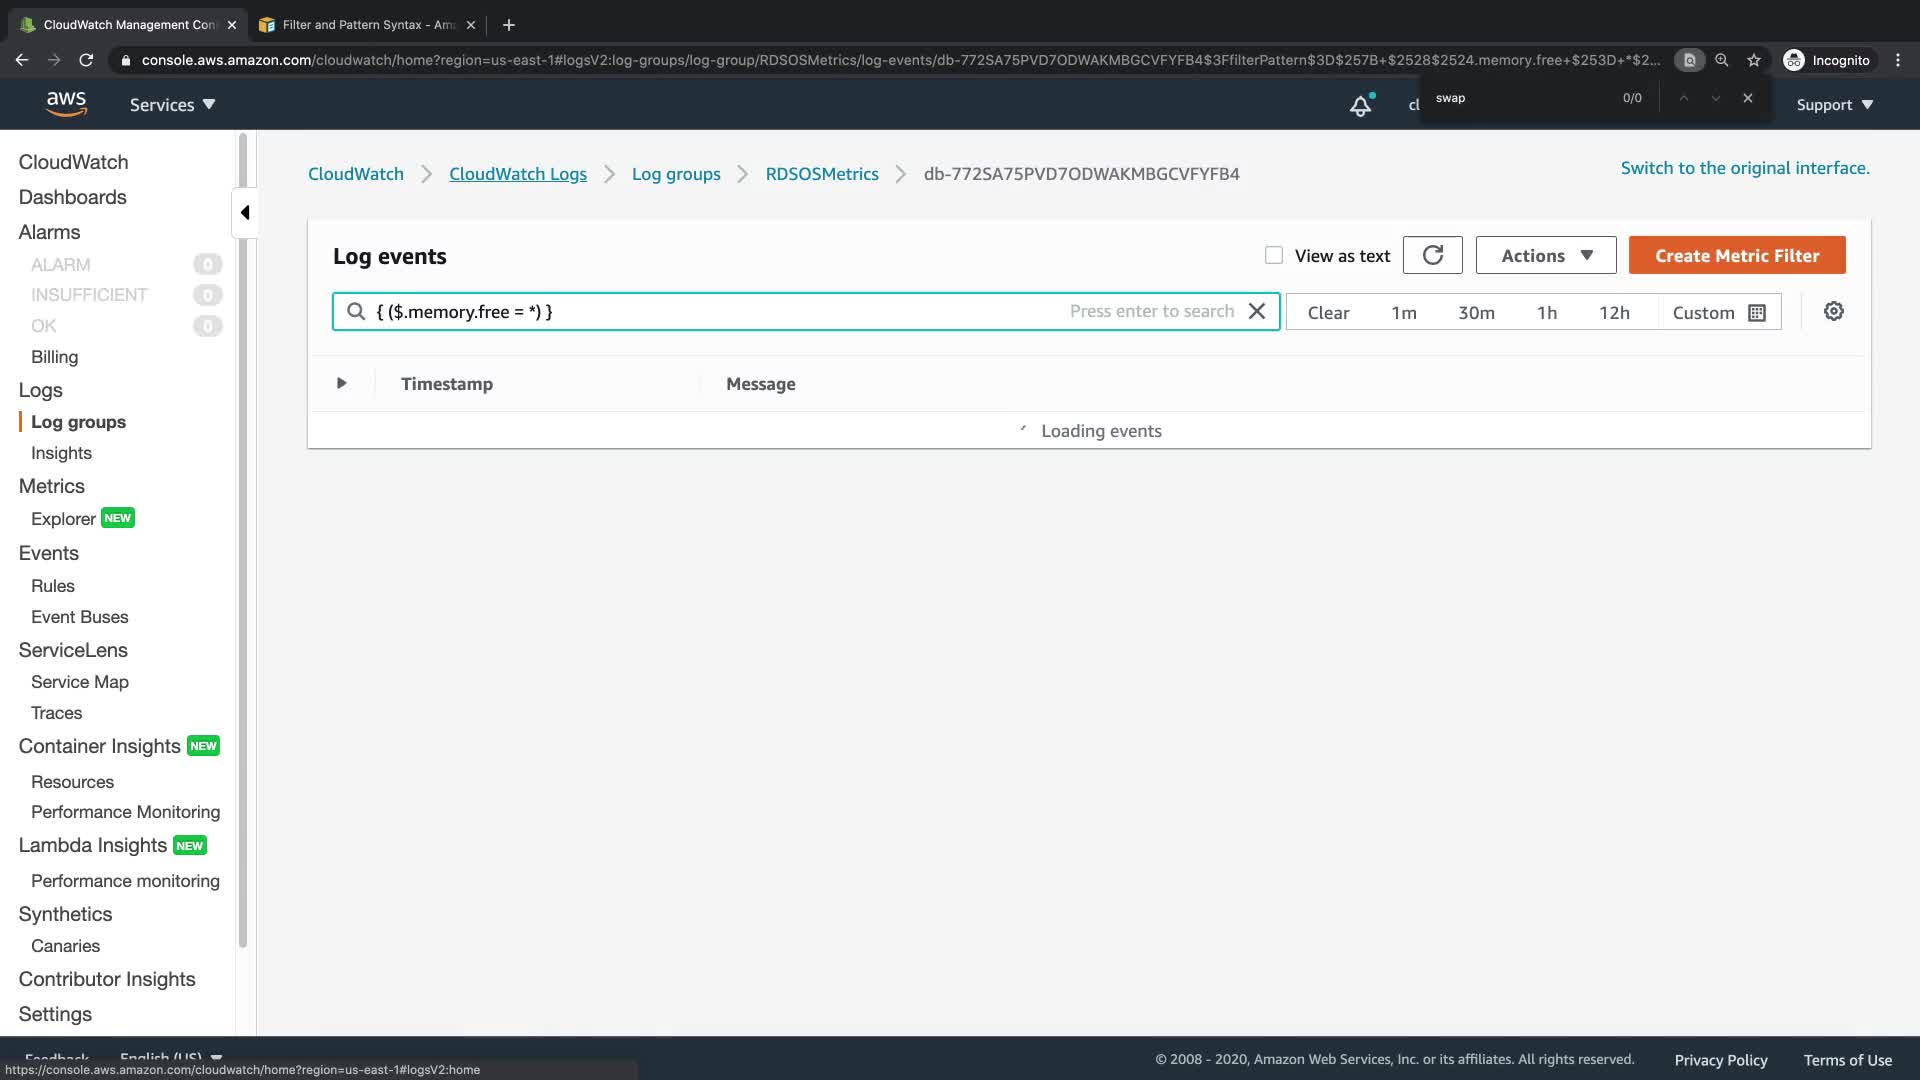 CloudWatch Management Con
Filter and Pattern Syntax - Ama
console.aws.amazon.com/cloudwatch/home?region=us-east-1#logsV2:log-groups/log-group/RDSOSMetrics/log-events/db-772SA75PVD7ODWAKMBGCVFYFB4$3FfilterPattern$3D$257B+$2528$2524.memory.free+$253D+*$2...
Incognito
aws
Services
cl
swap
0/0
Support
CloudWatch
Dashboards
Alarms
ALARM 0
INSUFFICIENT 0
OK 0
Billing
Logs
Log groups
Insights
Metrics
Explorer NEW
Events
Rules
Event Buses
ServiceLens
Service Map
Traces
Container Insights NEW
Resources
Performance Monitoring
Lambda Insights NEW
Performance monitoring
Synthetics
Canaries
Contributor Insights
Settings
CloudWatch CloudWatch Logs Log groups RDSOSMetrics db-772SA75PVD7ODWAKMBGCVFYFB4
Switch to the original interface.
Log events
View as text
Actions
Create Metric Filter
{ ($.memory.free = *) }
Press enter to search
Clear 1m 30m 1h 12h Custom
Timestamp Message
Loading events
Feedback English (US)
© 2008 - 2020, Amazon Web Services, Inc. or its affiliates. All rights reserved. Privacy Policy Terms of Use
https://console.aws.amazon.com/cloudwatch/home?region=us-east-1#logsV2:home